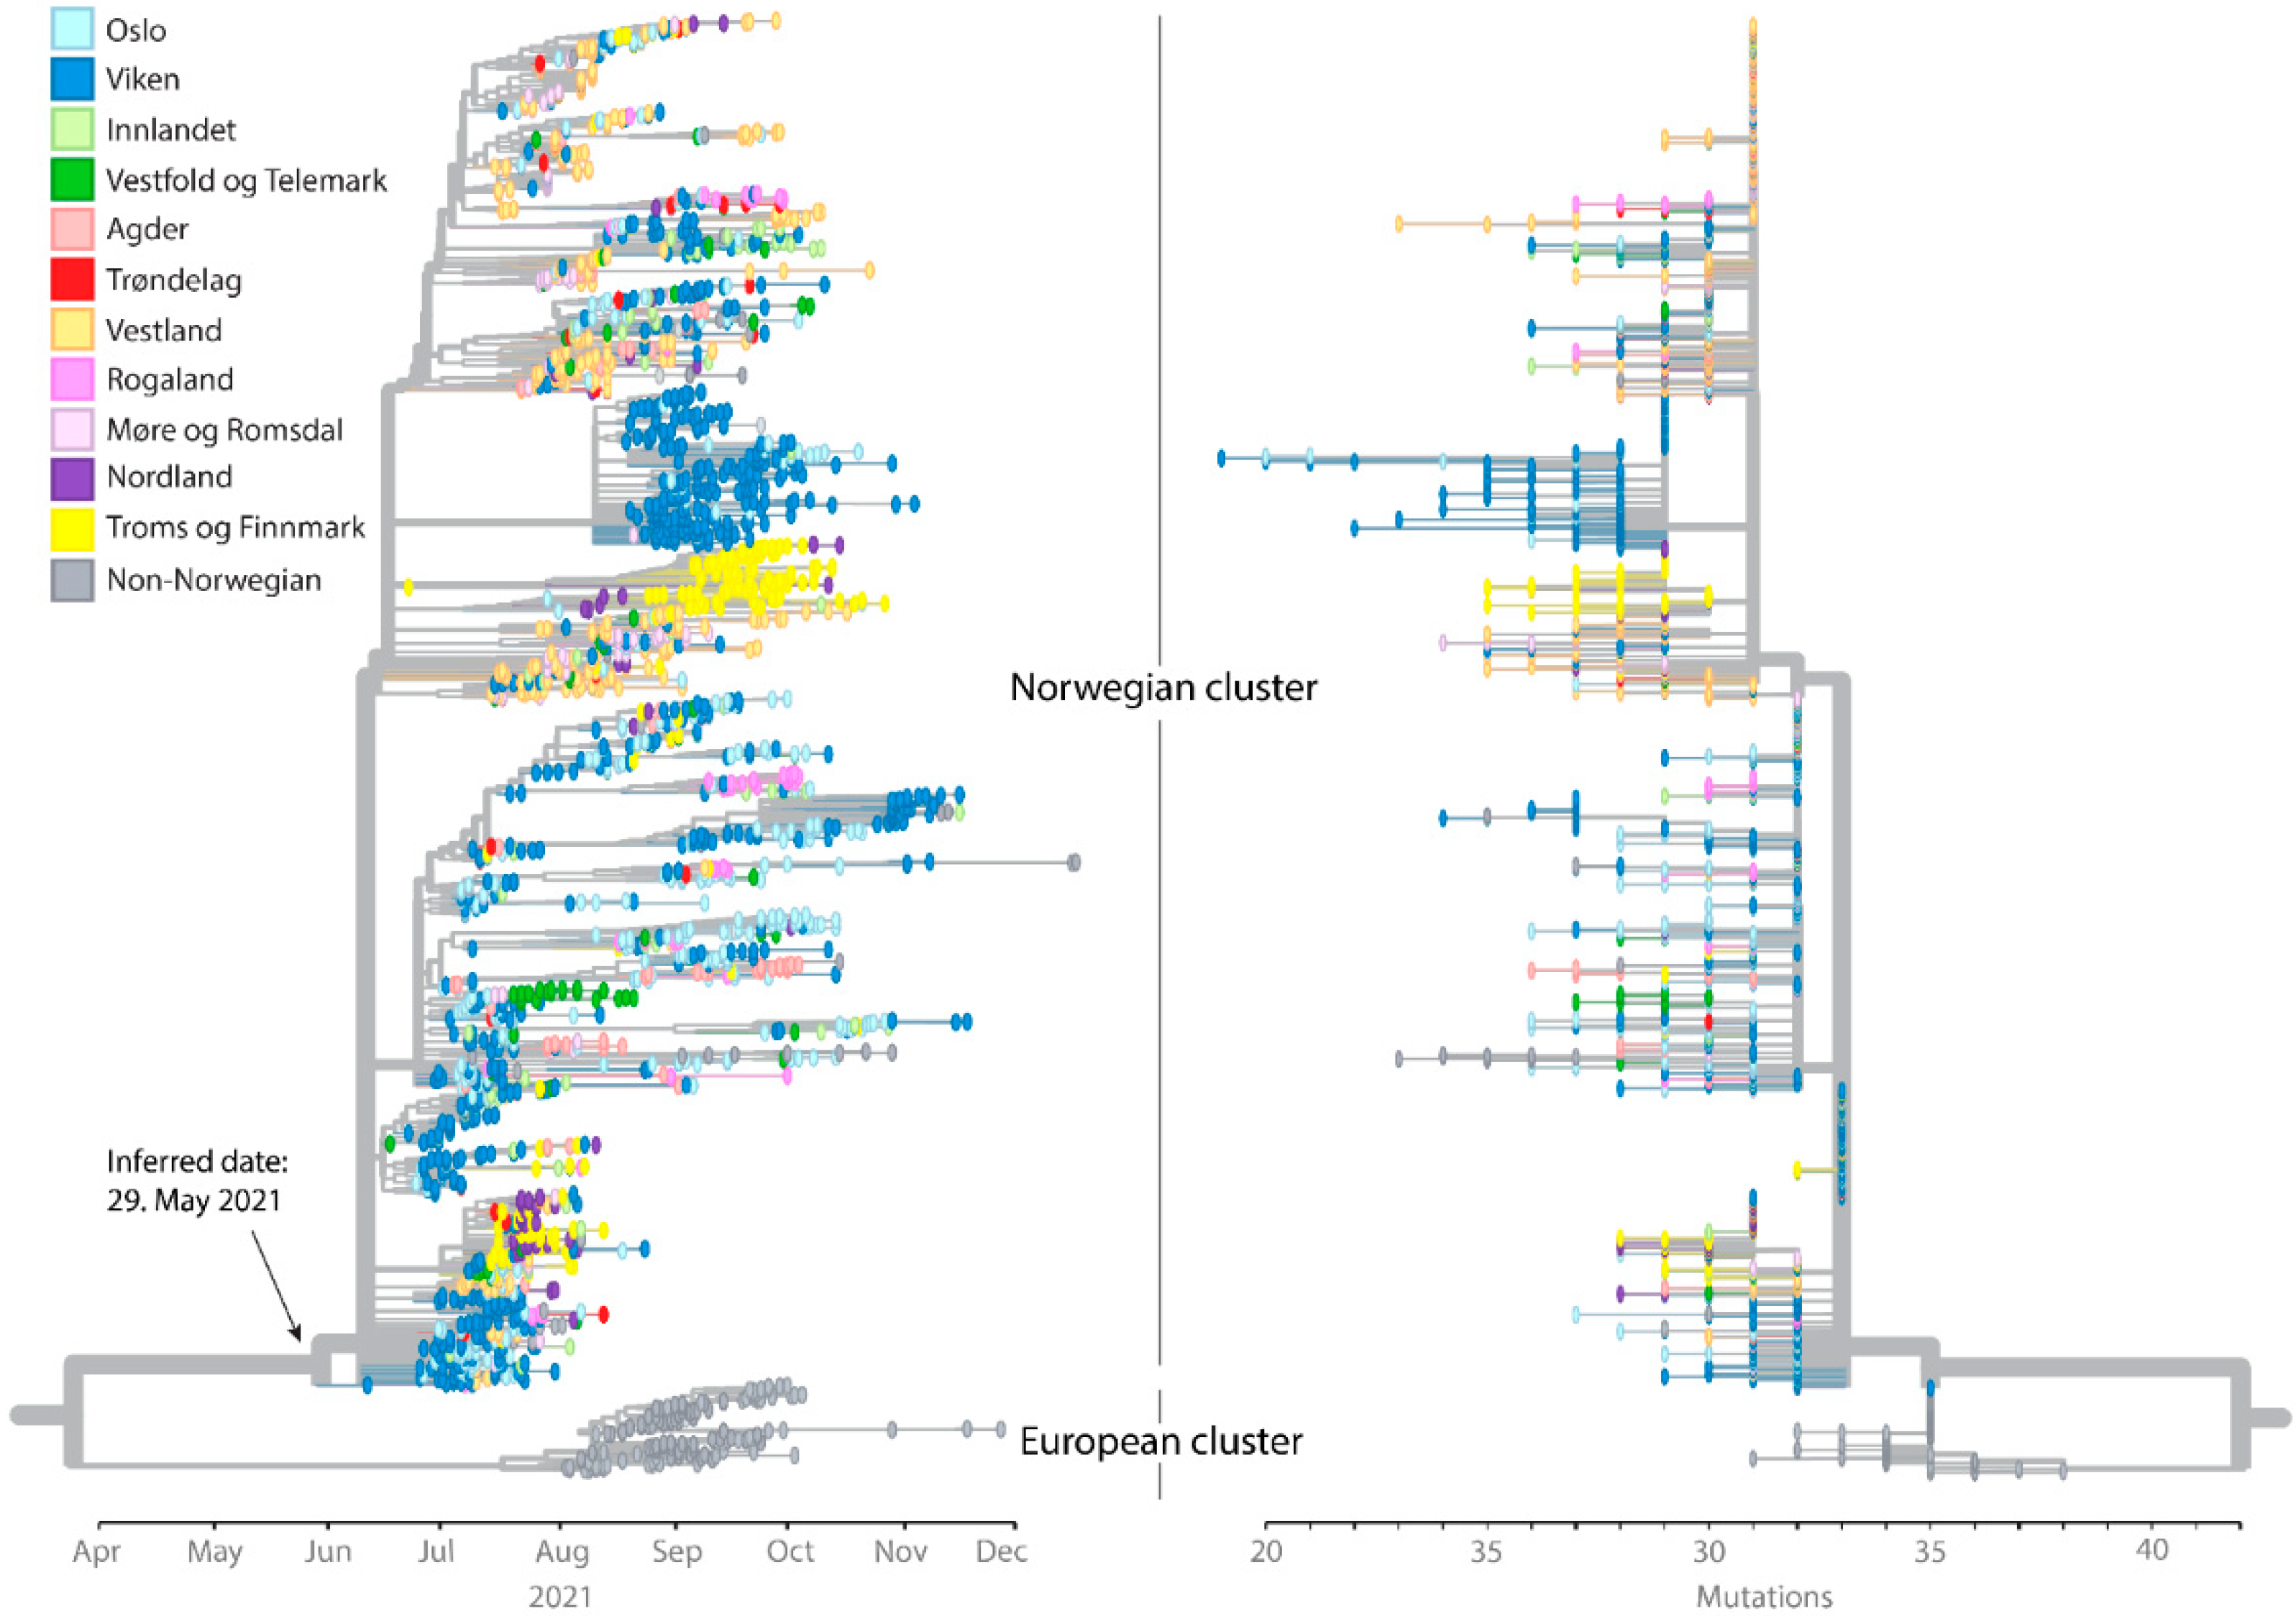 Oslo
Viken
Innlandet
Vestfold og Telemark
Agder
Trøndelag
Vestland
Rogaland
Møre og Romsdal
Nordland
Troms og Finnmark
Non-Norwegian
Norwegian cluster
Inferred date:
29. May 2021
European cluster
Apr May Jun Jul Aug Sep Oct Nov Dec
2021
20 35 30 35 40
Mutations